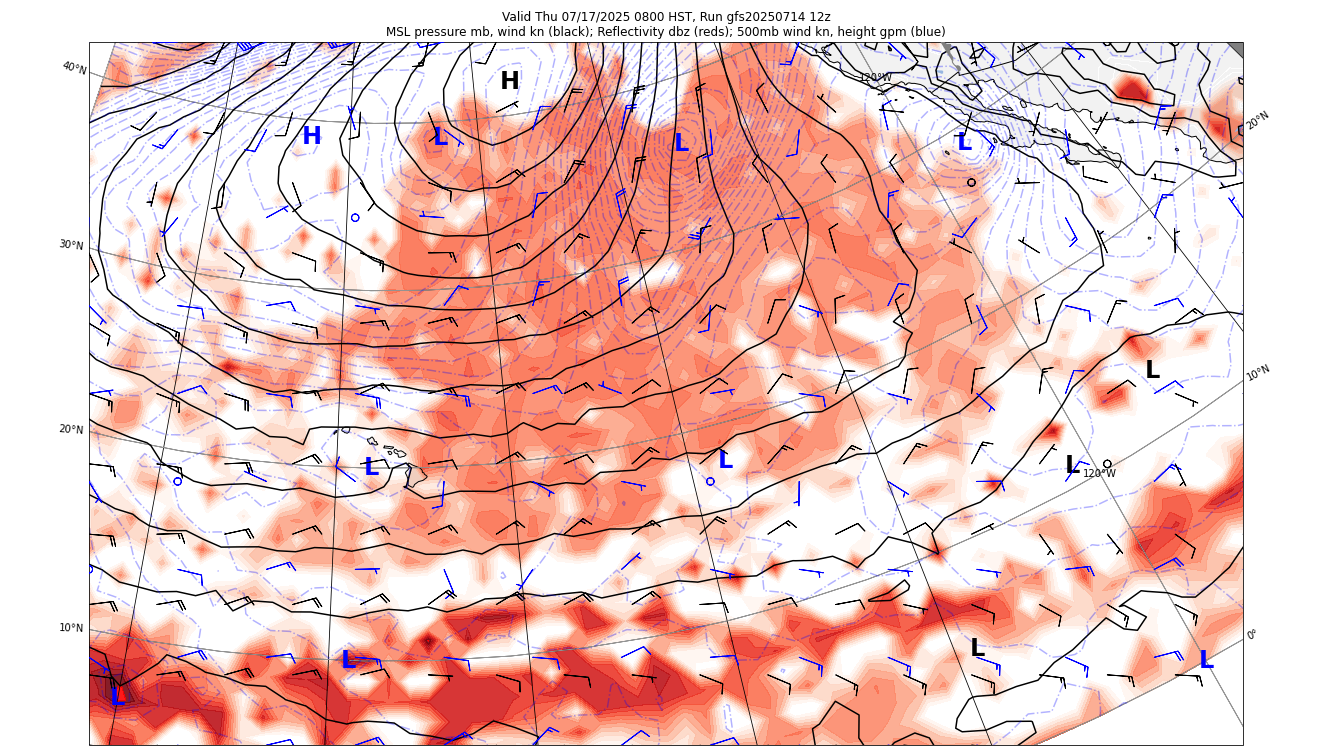 Valid Thu 07/17/2025 0800 HST, Run gfs20250714 12z
MSL pressure mb, wind kn (black); Reflectivity dbz (reds); 500mb wind kn, height gpm (blue)
40°N
H
120°W
20°N
H
L
L
L
30°N
L
10°N
20°N
L
L
L
120°W
10°N
0°
L
L
L
L